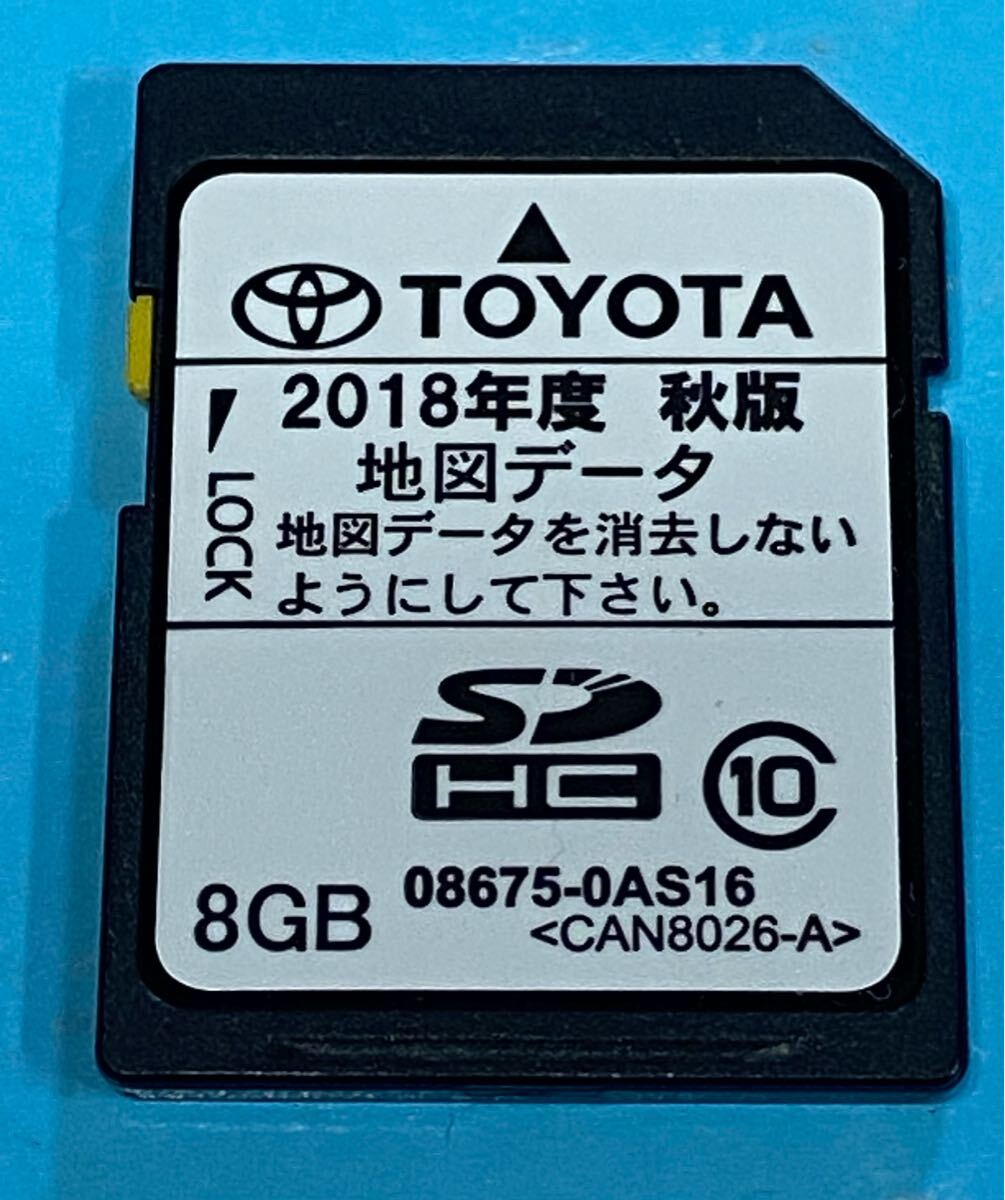 TOYOTA
2018年度 秋版
地図データ
地図データを消去しない
ようにして下さい。
LOCK
SD
HC
10
8GB
08675-0AS16
<CAN8026-A>